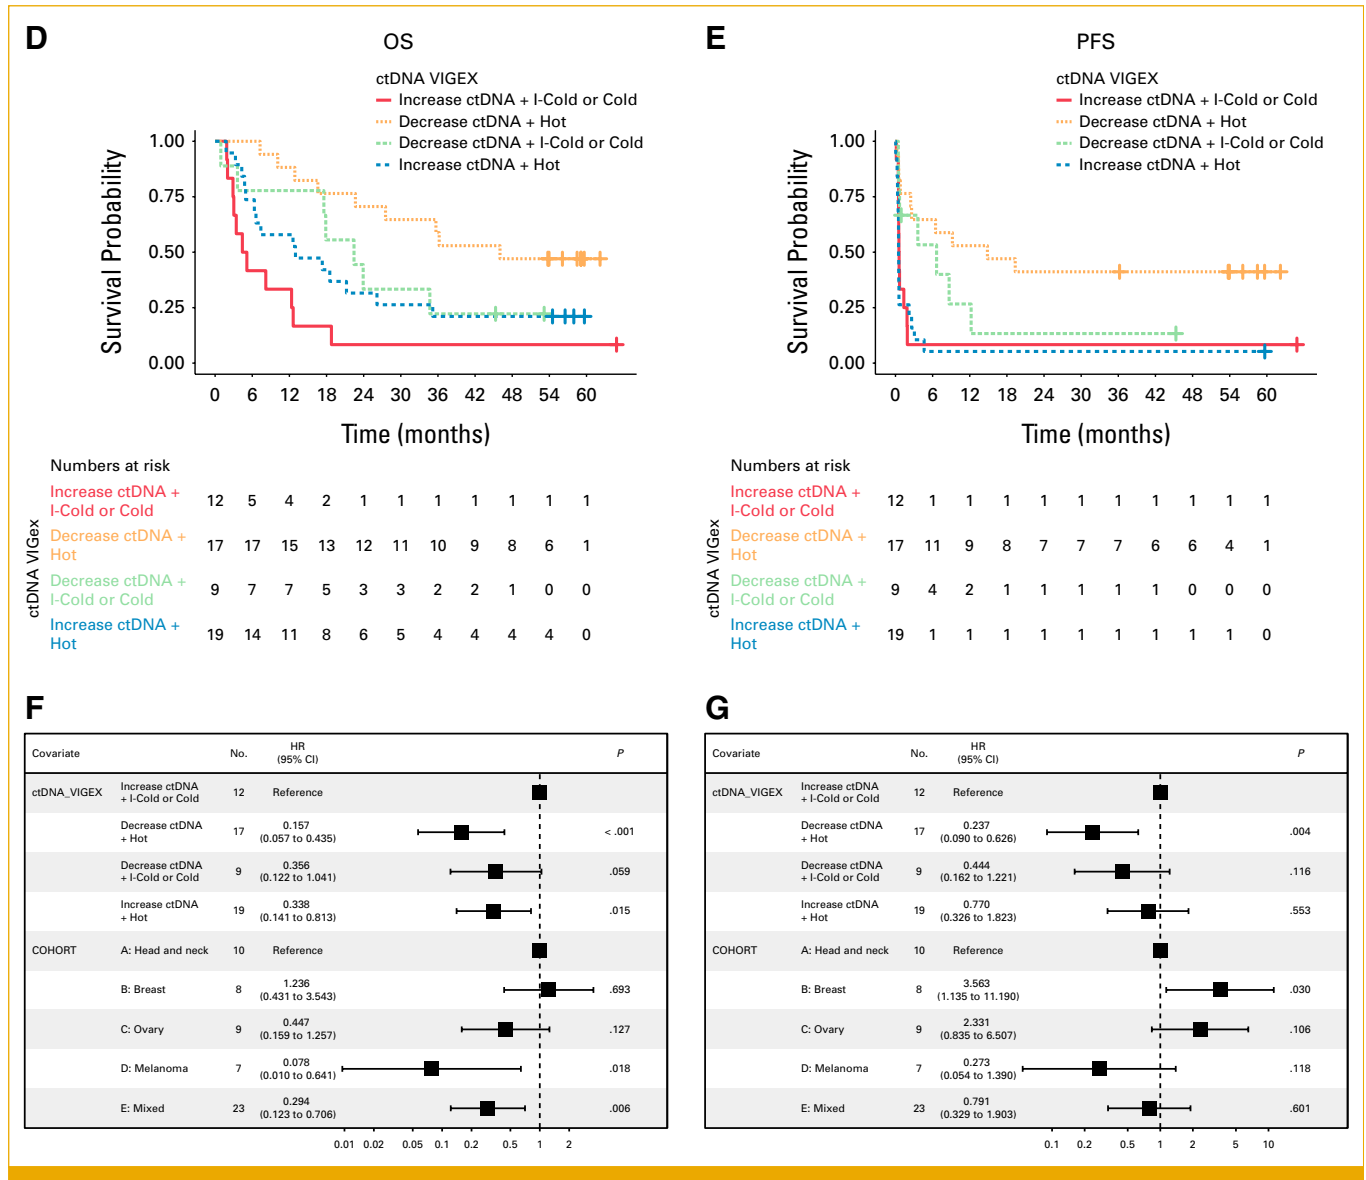 D
OS
ctDNA VIGEX
Increase ctDNA + I-Cold or Cold
Decrease ctDNA + Hot
Decrease ctDNA + I-Cold or Cold
Increase ctDNA + Hot
Survival Probability
1.00
0.75
0.50
0.25
0.00
0 6 12 18 24 30 36 42 48 54 60
Time (months)
Numbers at risk
ctDNA VIGex
Increase ctDNA +
I-Cold or Cold
12 5 4 2 1 1 1 1 1 1 1
Decrease ctDNA +
Hot
17 17 15 13 12 11 10 9 8 6 1
Decrease ctDNA +
I-Cold or Cold
9 7 7 5 3 3 2 2 1 0 0
Increase ctDNA +
Hot
19 14 11 8 6 5 4 4 4 4 0
E
PFS
ctDNA VIGEX
Increase ctDNA + I-Cold or Cold
Decrease ctDNA + Hot
Decrease ctDNA + I-Cold or Cold
Increase ctDNA + Hot
Survival Probability
1.00
0.75
0.50
0.25
0.00
0 6 12 18 24 30 36 42 48 54 60
Time (months)
Numbers at risk
ctDNA VIGex
Increase ctDNA +
I-Cold or Cold
12 1 1 1 1 1 1 1 1 1 1
Decrease ctDNA +
Hot
17 11 9 8 7 7 7 6 6 4 1
Decrease ctDNA +
I-Cold or Cold
9 4 2 1 1 1 1 1 0 0 0
Increase ctDNA +
Hot
19 1 1 1 1 1 1 1 1 1 0
F
Covariate No. HR (95% CI) P
ctDNA_VIGEX Increase ctDNA + I-Cold or Cold 12 Reference
Decrease ctDNA + Hot 17 0.157 (0.057 to 0.435) < .001
Decrease ctDNA + I-Cold or Cold 9 0.356 (0.122 to 1.041) .059
Increase ctDNA + Hot 19 0.338 (0.141 to 0.813) .015
COHORT A: Head and neck 10 Reference
B: Breast 8 1.236 (0.431 to 3.543) .693
C: Ovary 9 0.447 (0.159 to 1.257) .127
D: Melanoma 7 0.078 (0.010 to 0.641) .018
E: Mixed 23 0.294 (0.123 to 0.706) .006
0.01 0.02 0.05 0.1 0.2 0.5 1 2
G
Covariate No. HR (95% CI) P
ctDNA_VIGEX Increase ctDNA + I-Cold or Cold 12 Reference
Decrease ctDNA + Hot 17 0.237 (0.090 to 0.626) .004
Decrease ctDNA + I-Cold or Cold 9 0.444 (0.162 to 1.221) .116
Increase ctDNA + Hot 19 0.770 (0.326 to 1.823) .553
COHORT A: Head and neck 10 Reference
B: Breast 8 3.563 (1.135 to 11.190) .030
C: Ovary 9 2.331 (0.835 to 6.507) .106
D: Melanoma 7 0.273 (0.054 to 1.390) .118
E: Mixed 23 0.791 (0.329 to 1.903) .601
0.1 0.2 0.5 1 2 5 10